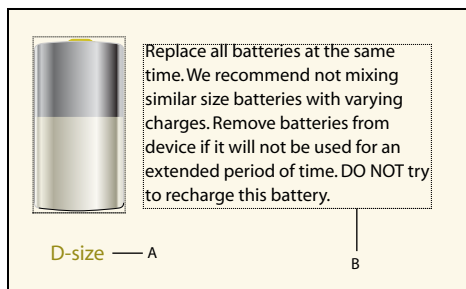 Replace all batteries at the same
time. We recommend not mixing
similar size batteries with varying
charges. Remove batteries from
device if it will not be used for an
extended period of time. DO NOT try
to recharge this battery.
D-size
A
B